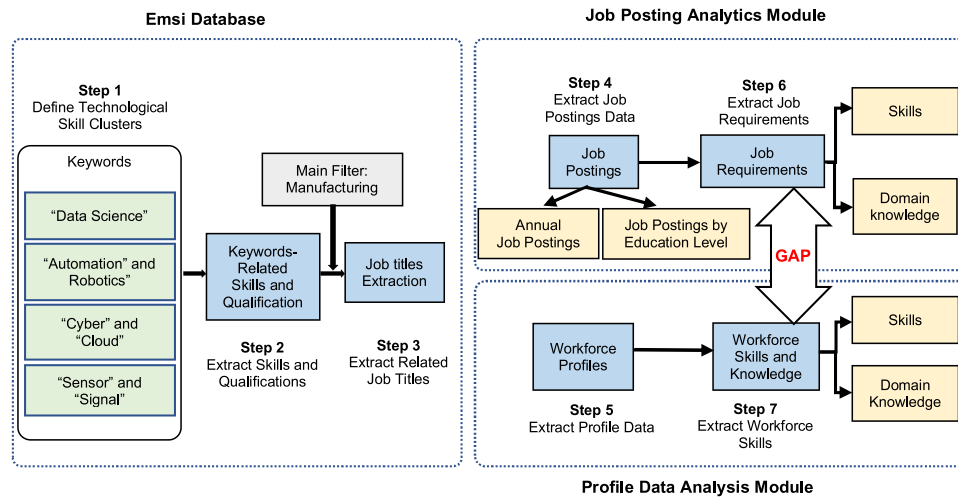 Emsi Database
Step 1
Define Technological
Skill Clusters
Keywords
“Data Science”
“Automation” and
Robotics”
“Cyber” and
“Cloud”
“Sensor” and
“Signal”
Main Filter:
Manufacturing
Keywords-
Related
Skills and
Qualification
Job titles
Extraction
Step 2
Extract Skills and
Qualifications
Step 3
Extract Related
Job Titles
Job Posting Analytics Module
Step 4
Extract Job
Postings Data
Step 6
Extract Job
Requirements
Job
Postings
Job
Requirements
Skills
Domain
knowledge
Annual
Job Postings
Job Postings by
Education Level
GAP
Workforce
Profiles
Workforce
Skills and
Knowledge
Skills
Domain
Knowledge
Step 5
Extract Profile Data
Step 7
Extract Workforce
Skills
Profile Data Analysis Module